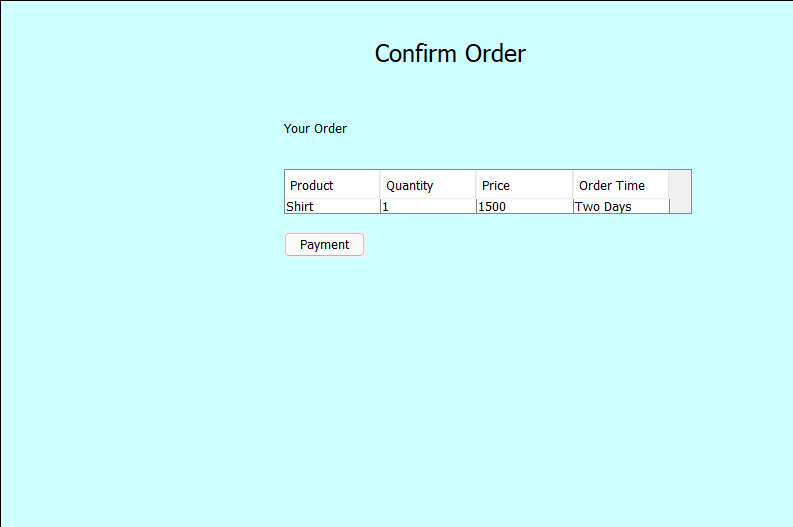 Confirm Order
Your Order
Product Quantity Price Order Time
Shirt 1 1500 Two Days
Payment